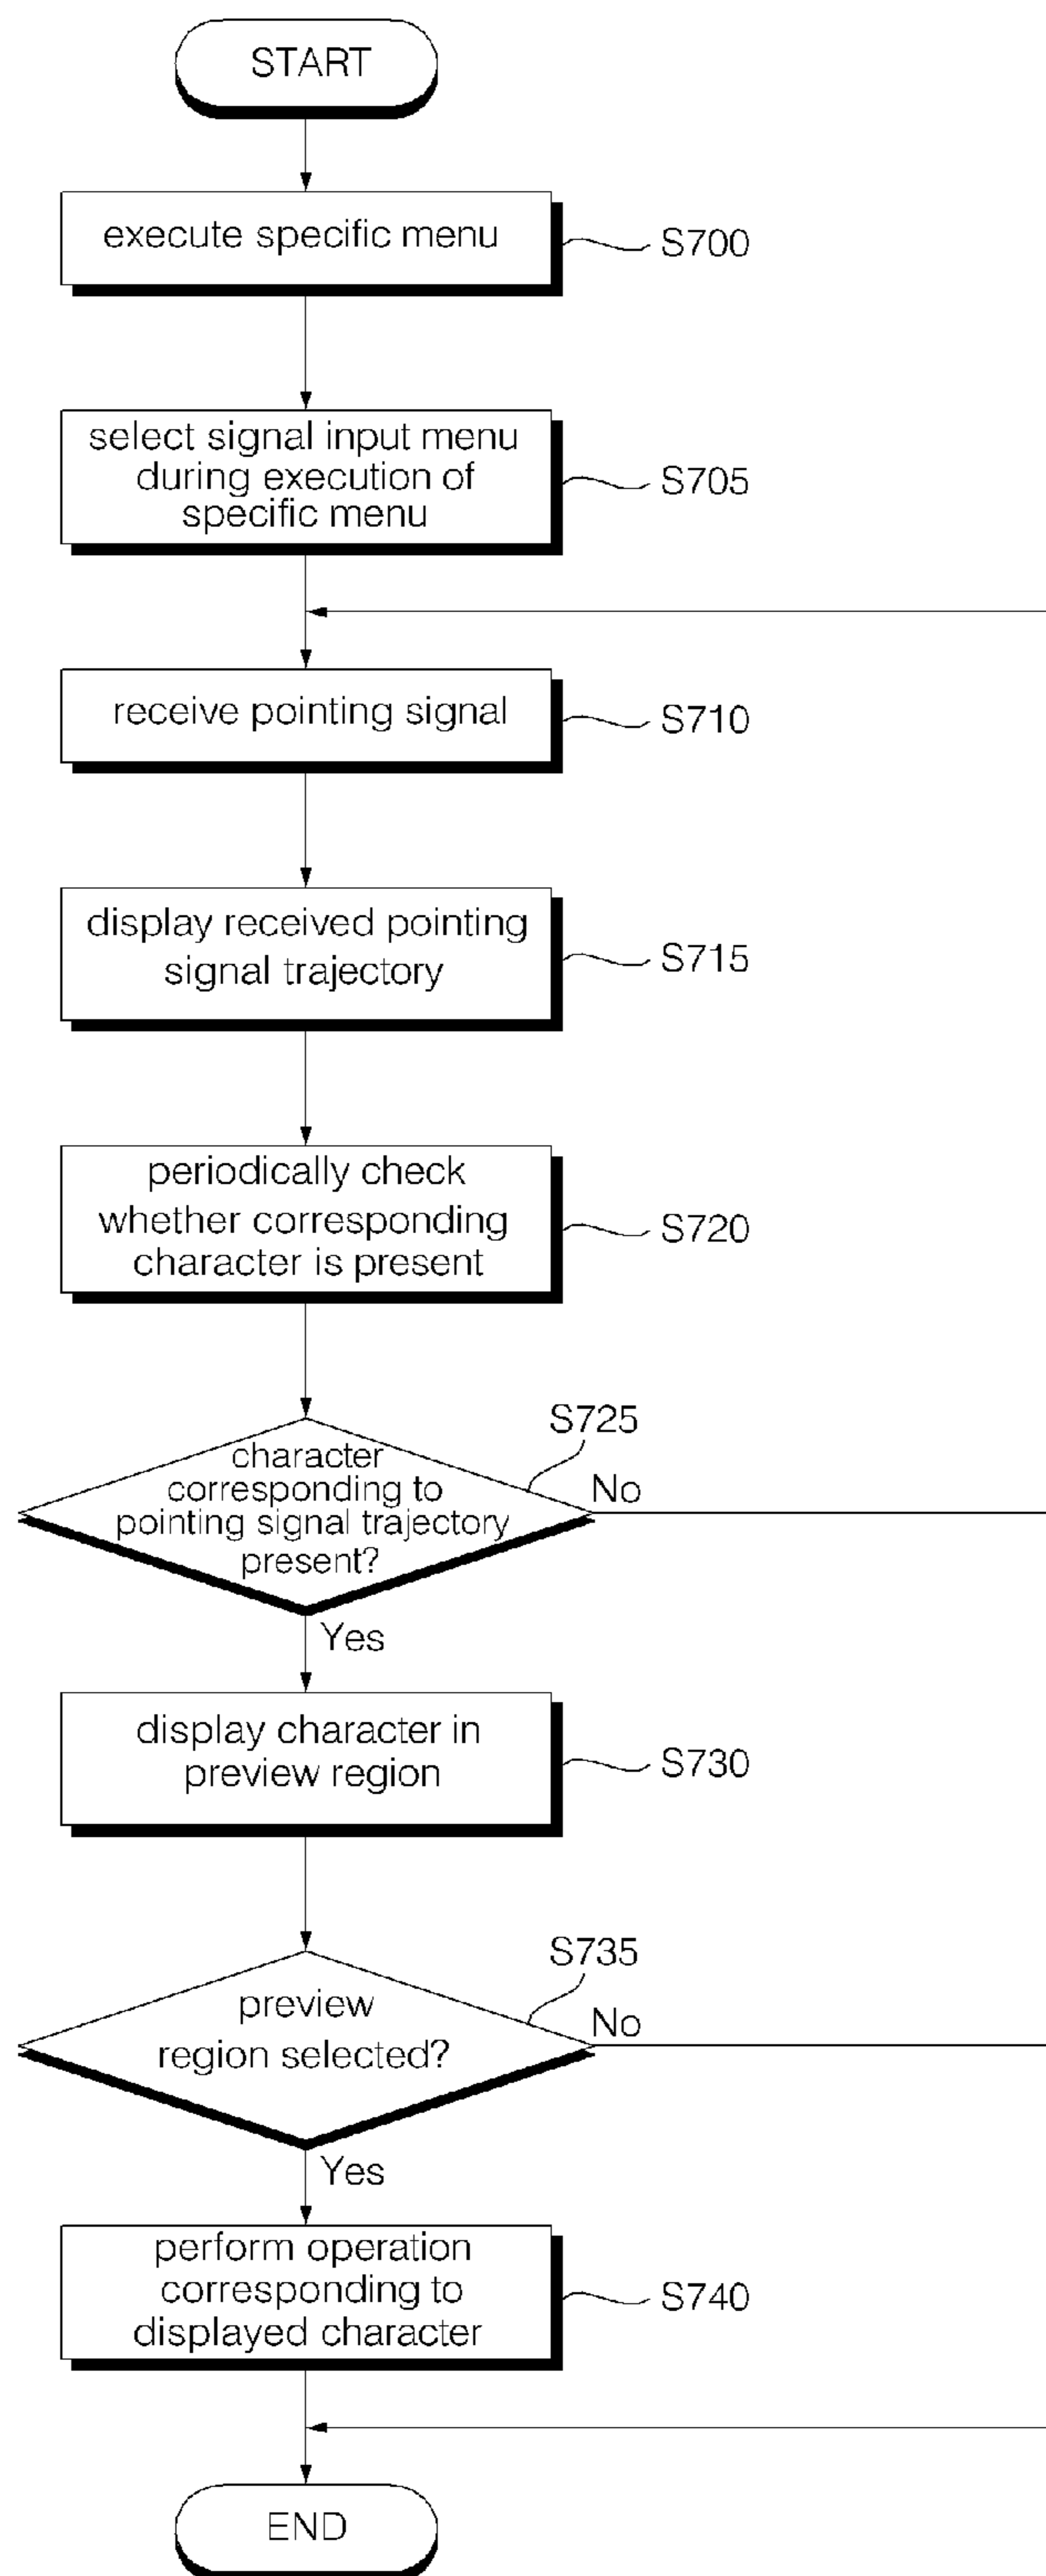 START
execute specific menu
S700
select signal input menu
during execution of
specific menu
S705
receive pointing signal
S710
display received pointing
signal trajectory
S715
periodically check
whether corresponding
character is present
S720
S725
character
corresponding to
pointing signal trajectory
present?
No
Yes
display character in
preview region
S730
S735
preview
region selected?
No
Yes
perform operation
corresponding to
displayed character
S740
END